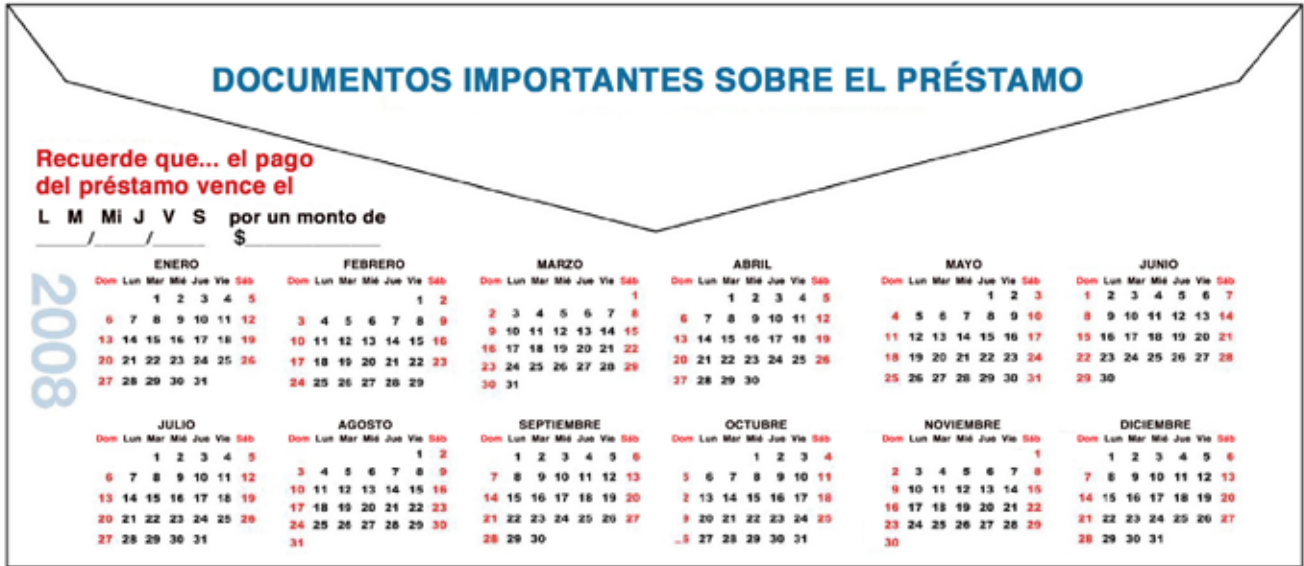 DOCUMENTOS IMPORTANTES SOBRE EL PRÉSTAMO
Recuerde que... el pago
del préstamo vence el
L M Mi J V S por un monto de
_____/_____/_____ $_____________
2008
ENERO
Dom Lun Mar Mié Jue Vie Sáb
1 2 3 4 5
6 7 8 9 10 11 12
13 14 15 16 17 18 19
20 21 22 23 24 25 26
27 28 29 30 31
FEBRERO
Dom Lun Mar Mié Jue Vie Sáb
1 2
3 4 5 6 7 8 9
10 11 12 13 14 15 16
17 18 19 20 21 22 23
24 25 26 27 28 29
MARZO
Dom Lun Mar Mié Jue Vie Sáb
1
2 3 4 5 6 7 8
9 10 11 12 13 14 15
16 17 18 19 20 21 22
23 24 25 26 27 28 29
30 31
ABRIL
Dom Lun Mar Mié Jue Vie Sáb
1 2 3 4 5
6 7 8 9 10 11 12
13 14 15 16 17 18 19
20 21 22 23 24 25 26
27 28 29 30
MAYO
Dom Lun Mar Mié Jue Vie Sáb
1 2 3
4 5 6 7 8 9 10
11 12 13 14 15 16 17
18 19 20 21 22 23 24
25 26 27 28 29 30 31
JUNIO
Dom Lun Mar Mié Jue Vie Sáb
1 2 3 4 5 6 7
8 9 10 11 12 13 14
15 16 17 18 19 20 21
22 23 24 25 26 27 28
29 30
JULIO
Dom Lun Mar Mié Jue Vie Sáb
1 2 3 4 5
6 7 8 9 10 11 12
13 14 15 16 17 18 19
20 21 22 23 24 25 26
27 28 29 30 31
AGOSTO
Dom Lun Mar Mié Jue Vie Sáb
1 2
3 4 5 6 7 8 9
10 11 12 13 14 15 16
17 18 19 20 21 22 23
24 25 26 27 28 29 30
31
SEPTIEMBRE
Dom Lun Mar Mié Jue Vie Sáb
1 2 3 4 5 6
7 8 9 10 11 12 13
14 15 16 17 18 19 20
21 22 23 24 25 26 27
28 29 30
OCTUBRE
Dom Lun Mar Mié Jue Vie Sáb
1 2 3 4
5 6 7 8 9 10 11
2 13 14 15 16 17 18
20 21 22 23 24 25
27 28 29 30 31
NOVIEMBRE
Dom Lun Mar Mié Jue Vie Sáb
1
2 3 4 5 6 7 8
9 10 11 12 13 14 15
16 17 18 19 20 21 22
23 24 25 26 27 28 29
30
DICIEMBRE
Dom Lun Mar Mié Jue Vie Sáb
1 2 3 4 5 6
7 8 9 10 11 12 13
14 15 16 17 18 19 20
21 22 23 24 25 26 27
28 29 30 31